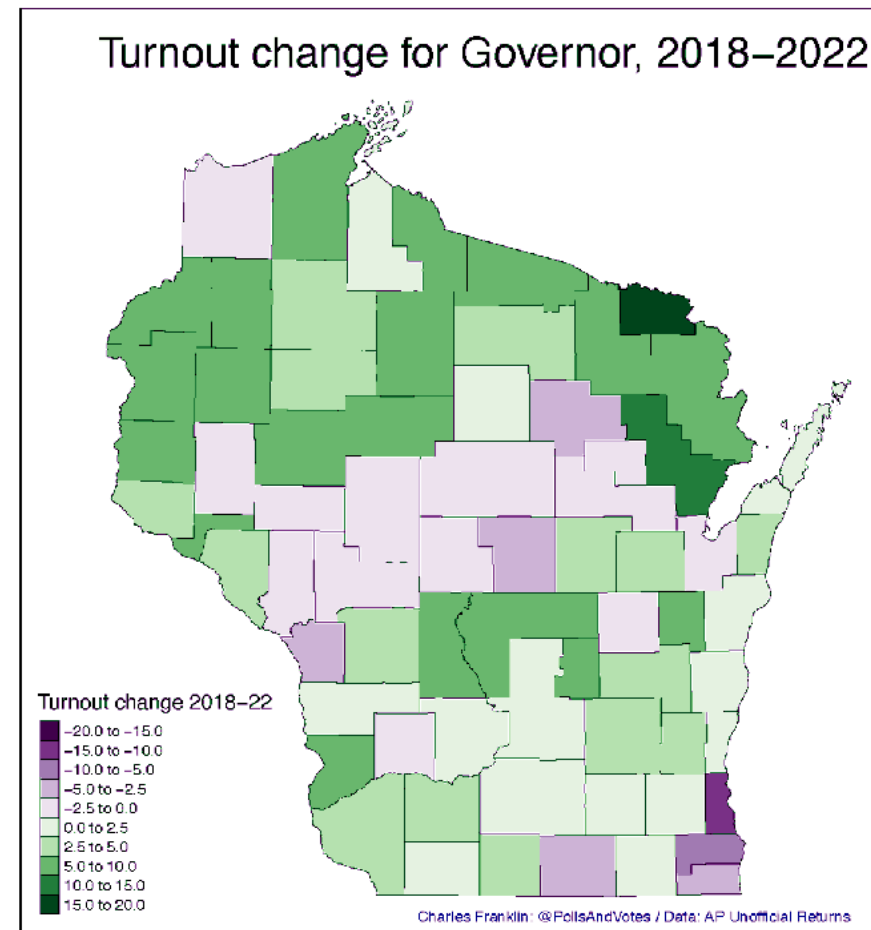 Turnout change for Governor, 2018–2022
Turnout change 2018–22
−20.0 to −15.0
−15.0 to −10.0
−10.0 to −5.0
−5.0 to −2.5
−2.5 to 0.0
0.0 to 2.5
2.5 to 5.0
5.0 to 10.0
10.0 to 15.0
15.0 to 20.0
Charles Franklin: @PollsAndVotes / Data: AP Unofficial Returns